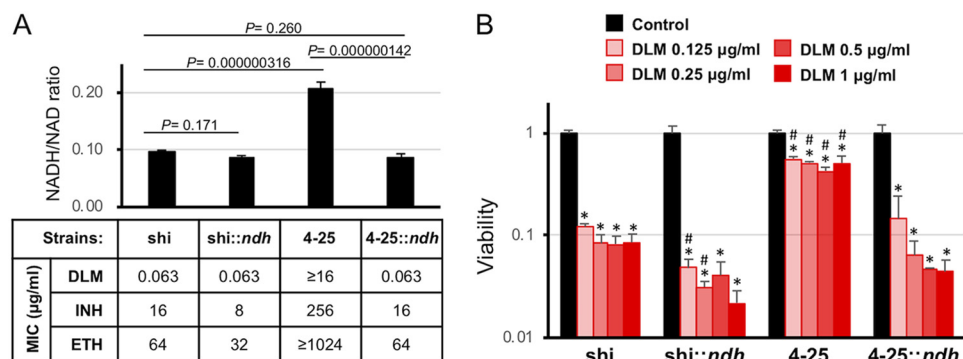 A
P= 0.260
P= 0.000000142
P= 0.000000316
P= 0.171
NADH/NAD ratio
0.20
0.10
0.00
Strains: shi shi::ndh 4-25 4-25::ndh
MIC (µg/ml)
DLM 0.063 0.063 ≥16 0.063
INH 16 8 256 16
ETH 64 32 ≥1024 64
B
Control
DLM 0.125 µg/ml DLM 0.5 µg/ml
DLM 0.25 µg/ml DLM 1 µg/ml
Viability
1
0.1
0.01
* * * *
# #
* * * *
# # # #
* * * *
* * * *
shi shi::ndh 4-25 4-25::ndh